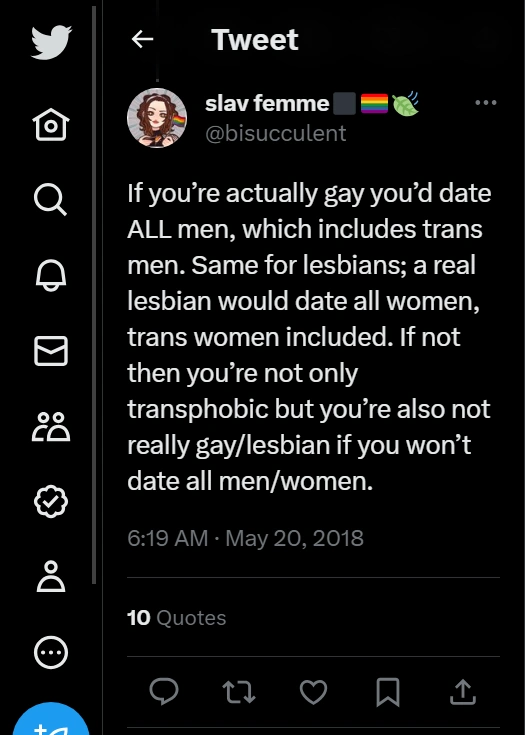 Tweet
slav femme
@bisucculent
If you're actually gay you'd date
ALL men, which includes trans
men. Same for lesbians; a real
lesbian would date all women,
trans women included. If not
then you're not only
transphobic but you're also not
really gay/lesbian if you won't
date all men/women.
6:19 AM · May 20, 2018
10 Quotes